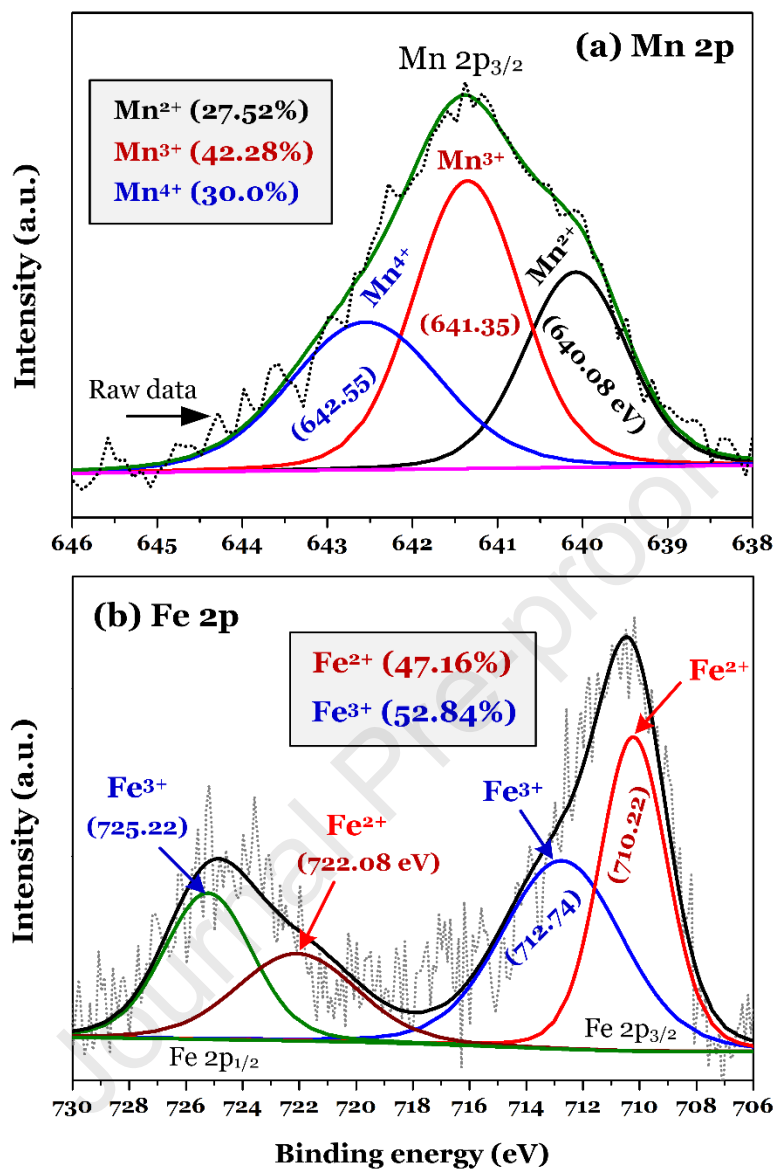 (a) Mn 2p
Mn 2p₃/₂
Mn²⁺ (27.52%)
Mn³⁺ (42.28%)
Mn⁴⁺ (30.0%)
Mn³⁺
Mn⁴⁺
Mn²⁺
(641.35)
(640.08 eV)
(642.55)
Raw data
Intensity (a.u.)
646 645 644 643 642 641 640 639 638
(b) Fe 2p
Fe²⁺ (47.16%)
Fe³⁺ (52.84%)
Fe²⁺
Fe³⁺
(725.22)
Fe²⁺
(722.08 eV)
Fe³⁺
(712.74)
(710.22)
Fe 2p₁/₂
Fe 2p₃/₂
Intensity (a.u.)
730 728 726 724 722 720 718 716 714 712 710 708 706
Binding energy (eV)
Journal Pre-proof